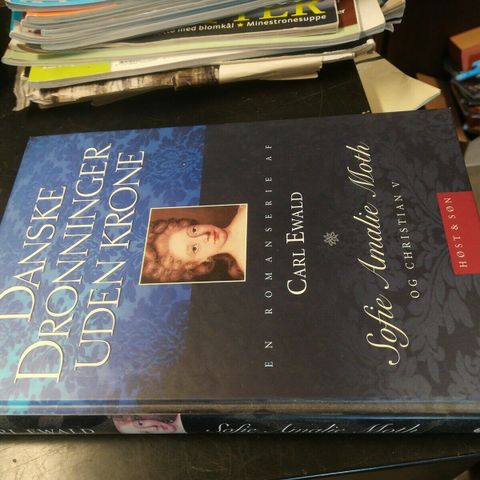 med blomkål / Minestronesuppe
DANSKE
DRONNINGER
UDEN KRONE
EN ROMANSERIE AF
CARL EWALD
Sofie Amalie Moth
OG CHRISTIAN V
HØST & SØN
EWALD
Sofie Amalie Moth